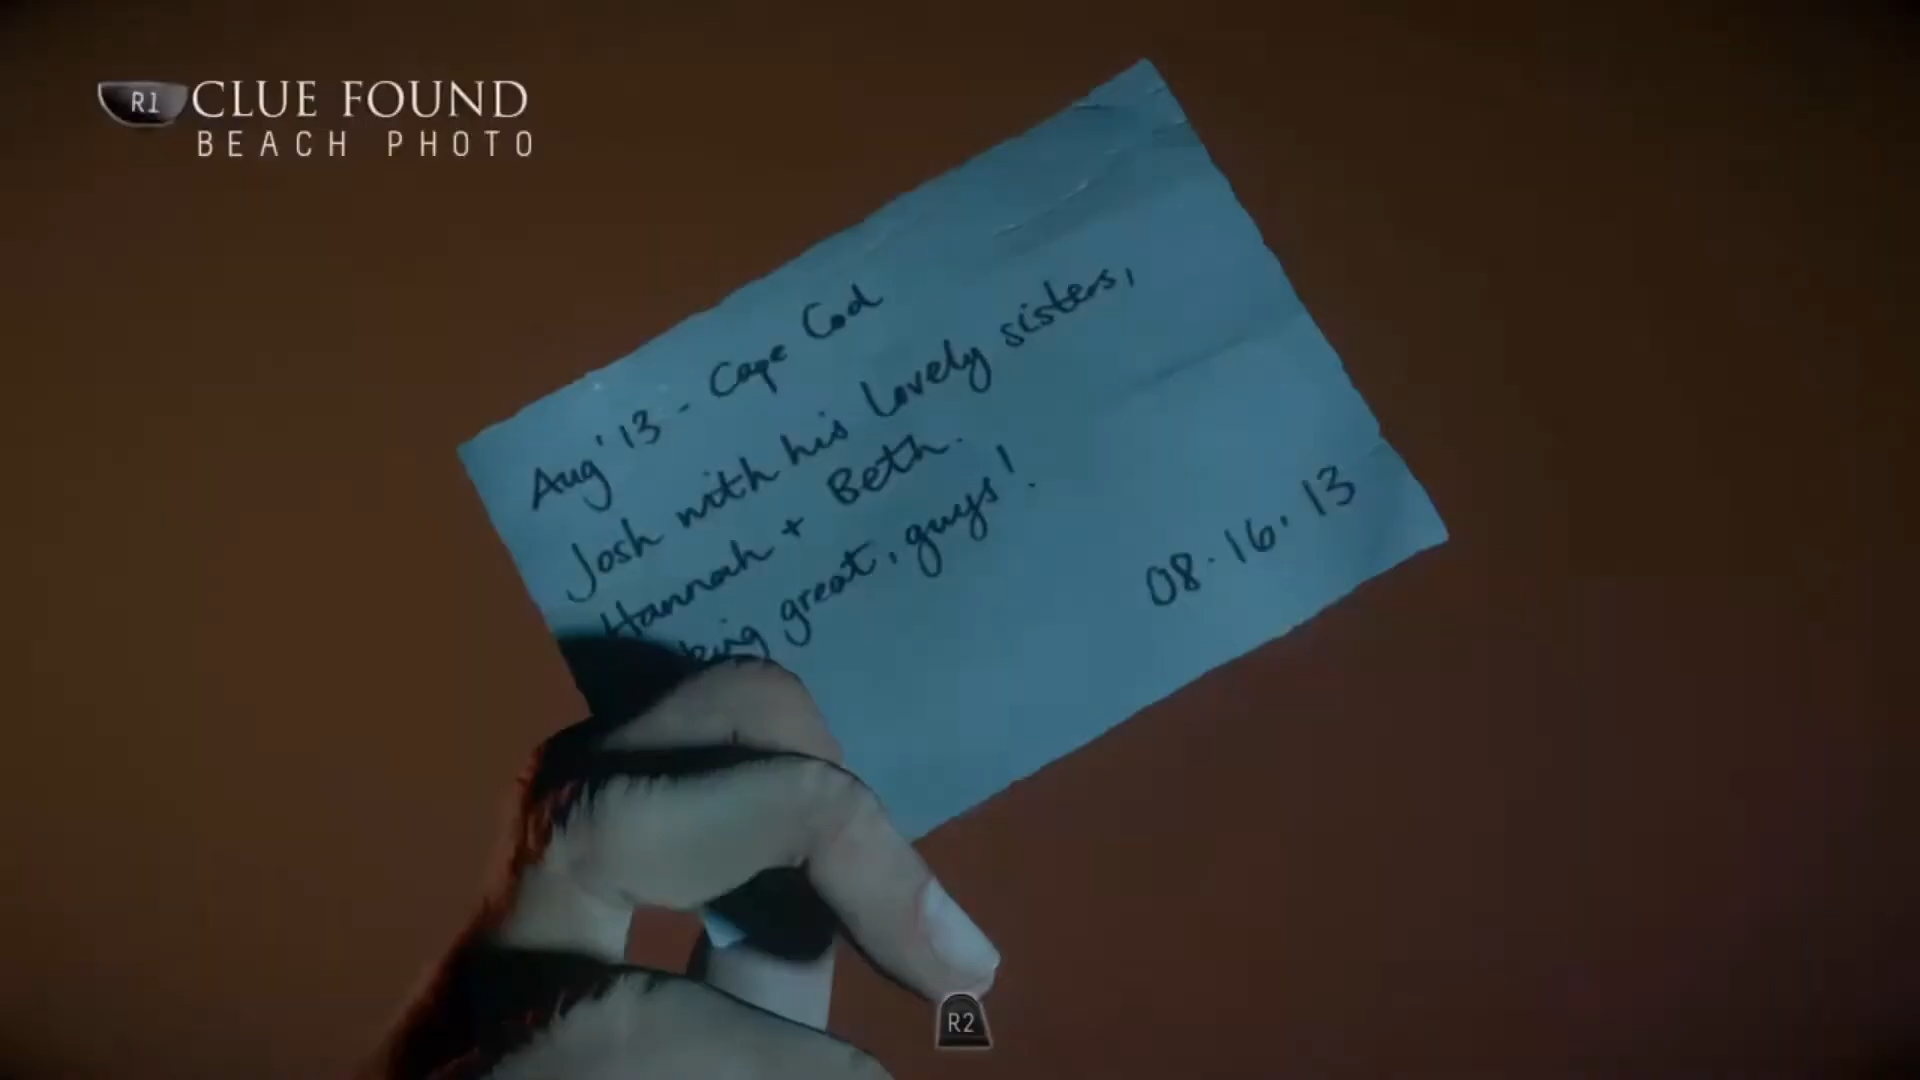 R1 CLUE FOUND
BEACH PHOTO
Aug '13 - Cape Cod
Josh with his lovely sisters,
Hannah + Beth.
great, guys!
08.16.13
R2